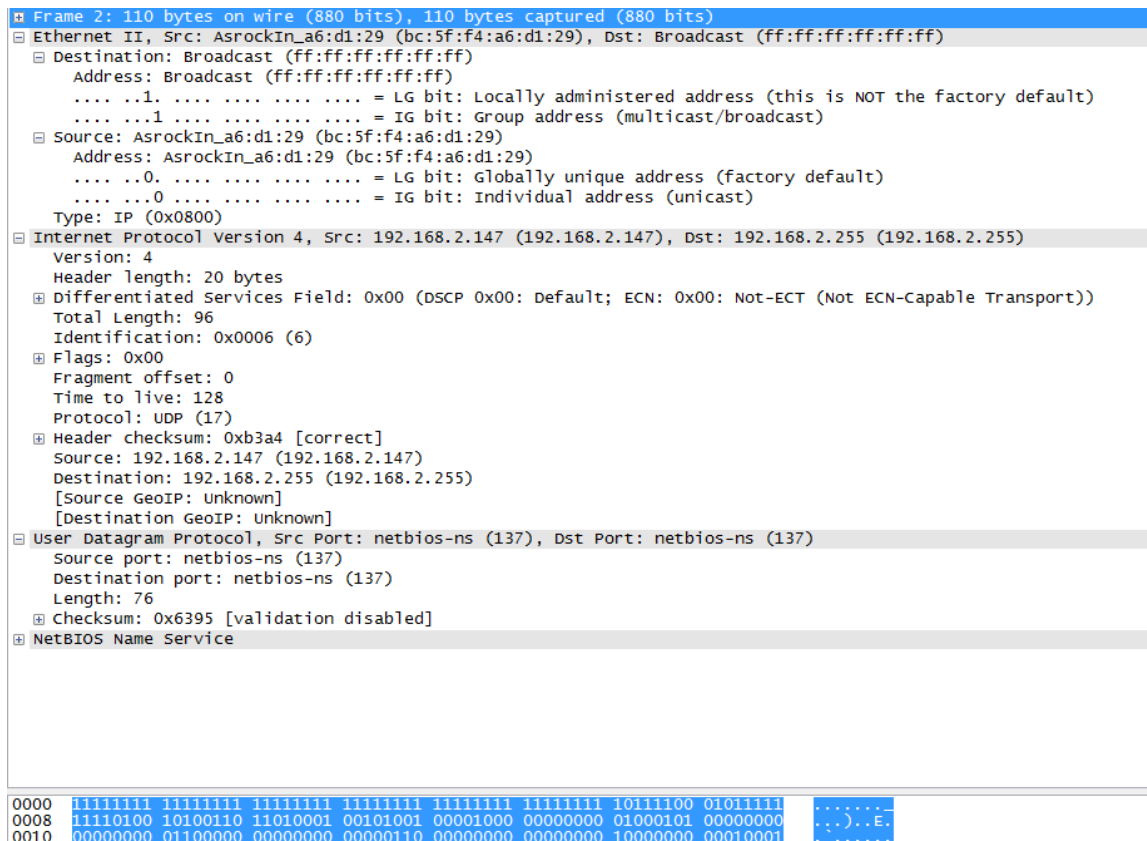 Frame 2: 110 bytes on wire (880 bits), 110 bytes captured (880 bits)
Ethernet II, Src: AsrockIn_a6:d1:29 (bc:5f:f4:a6:d1:29), Dst: Broadcast (ff:ff:ff:ff:ff:ff)
Destination: Broadcast (ff:ff:ff:ff:ff:ff)
Address: Broadcast (ff:ff:ff:ff:ff:ff)
.... ..1. .... .... .... .... = LG bit: Locally administered address (this is NOT the factory default)
.... ...1 .... .... .... .... = IG bit: Group address (multicast/broadcast)
Source: AsrockIn_a6:d1:29 (bc:5f:f4:a6:d1:29)
Address: AsrockIn_a6:d1:29 (bc:5f:f4:a6:d1:29)
.... ..0. .... .... .... .... = LG bit: Globally unique address (factory default)
.... ...0 .... .... .... .... = IG bit: Individual address (unicast)
Type: IP (0x0800)
Internet Protocol Version 4, Src: 192.168.2.147 (192.168.2.147), Dst: 192.168.2.255 (192.168.2.255)
Version: 4
Header length: 20 bytes
Differentiated Services Field: 0x00 (DSCP 0x00: Default; ECN: 0x00: Not-ECT (Not ECN-Capable Transport))
Total Length: 96
Identification: 0x0006 (6)
Flags: 0x00
Fragment offset: 0
Time to live: 128
Protocol: UDP (17)
Header checksum: 0xb3a4 [correct]
Source: 192.168.2.147 (192.168.2.147)
Destination: 192.168.2.255 (192.168.2.255)
[Source GeoIP: Unknown]
[Destination GeoIP: Unknown]
User Datagram Protocol, Src Port: netbios-ns (137), Dst Port: netbios-ns (137)
Source port: netbios-ns (137)
Destination port: netbios-ns (137)
Length: 76
Checksum: 0x6395 [validation disabled]
NetBIOS Name Service
0000 11111111 11111111 11111111 11111111 11111111 11111111 10111100 01011111 ......._
0008 11110100 10100110 11010001 00101001 00001000 00000000 01000101 00000000 ...)..E.
0010 00000000 01100000 00000000 00000110 00000000 00000000 10000000 00010001 .`......